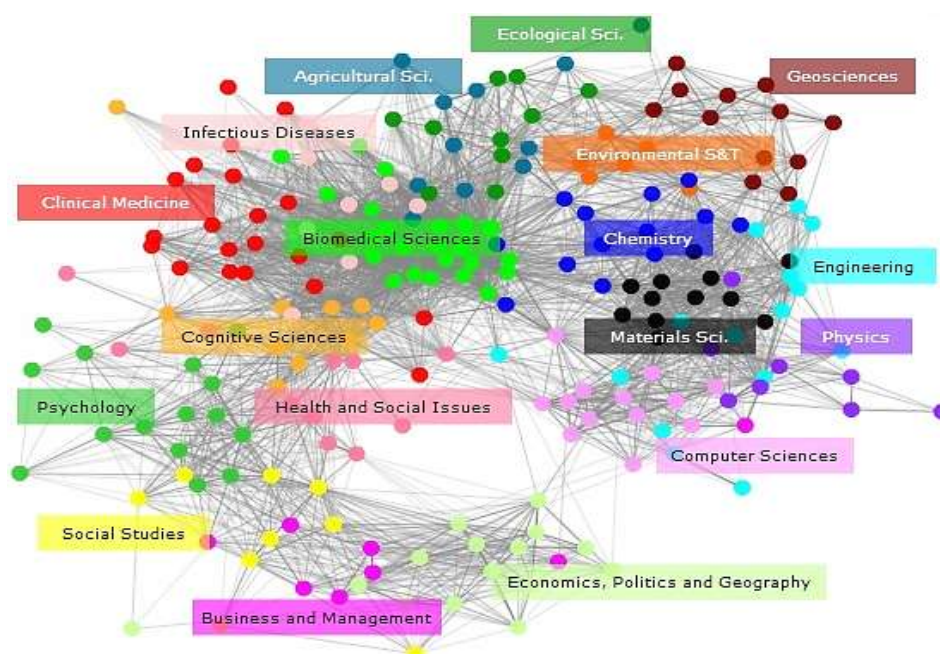 Ecological Sci.
Agricultural Sci.
Geosciences
Infectious Diseases
Environmental S&T
Clinical Medicine
Biomedical Sciences
Chemistry
Engineering
Cognitive Sciences
Materials Sci.
Physics
Psychology
Health and Social Issues
Computer Sciences
Social Studies
Economics, Politics and Geography
Business and Management